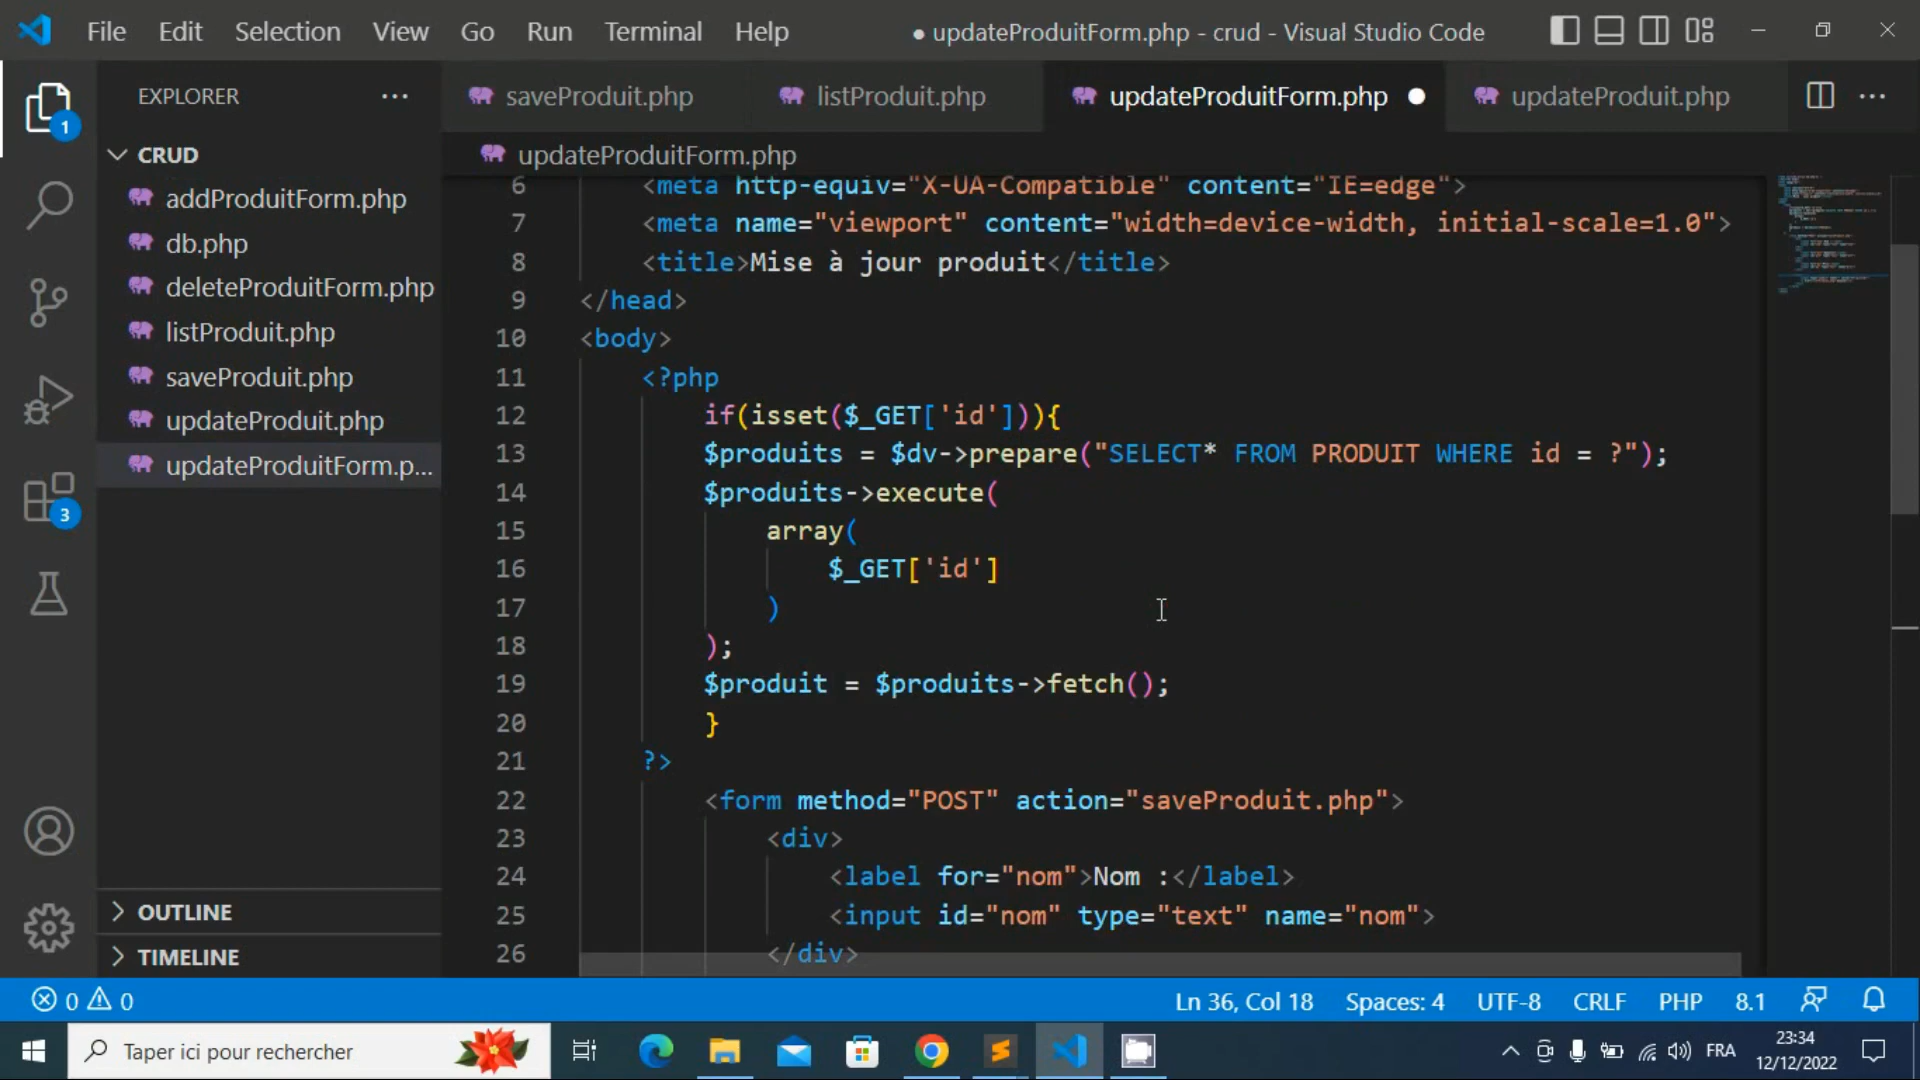 File Edit Selection View Go Run Terminal Help ● updateProduitForm.php - crud - Visual Studio Code
EXPLORER ···
saveProduit.php listProduit.php updateProduitForm.php ● updateProduit.php ···
1
CRUD
updateProduitForm.php
addProduitForm.php
db.php
deleteProduitForm.php
listProduit.php
saveProduit.php
updateProduit.php
updateProduitForm.p...
3
6 <meta http-equiv="X-UA-Compatible" content="IE=edge">
7 <meta name="viewport" content="width=device-width, initial-scale=1.0">
8 <title>Mise à jour produit</title>
9 </head>
10 <body>
11 <?php
12 if(isset($_GET['id'])){
13 $produits = $dv->prepare("SELECT* FROM PRODUIT WHERE id = ?");
14 $produits->execute(
15 array(
16 $_GET['id']
17 )
18 );
19 $produit = $produits->fetch();
20 }
21 ?>
22 <form method="POST" action="saveProduit.php">
23 <div>
24 <label for="nom">Nom :</label>
25 <input id="nom" type="text" name="nom">
26 </div>
OUTLINE
TIMELINE
0 0 Ln 36, Col 18 Spaces: 4 UTF-8 CRLF PHP 8.1
Taper ici pour rechercher FRA 23:34
12/12/2022